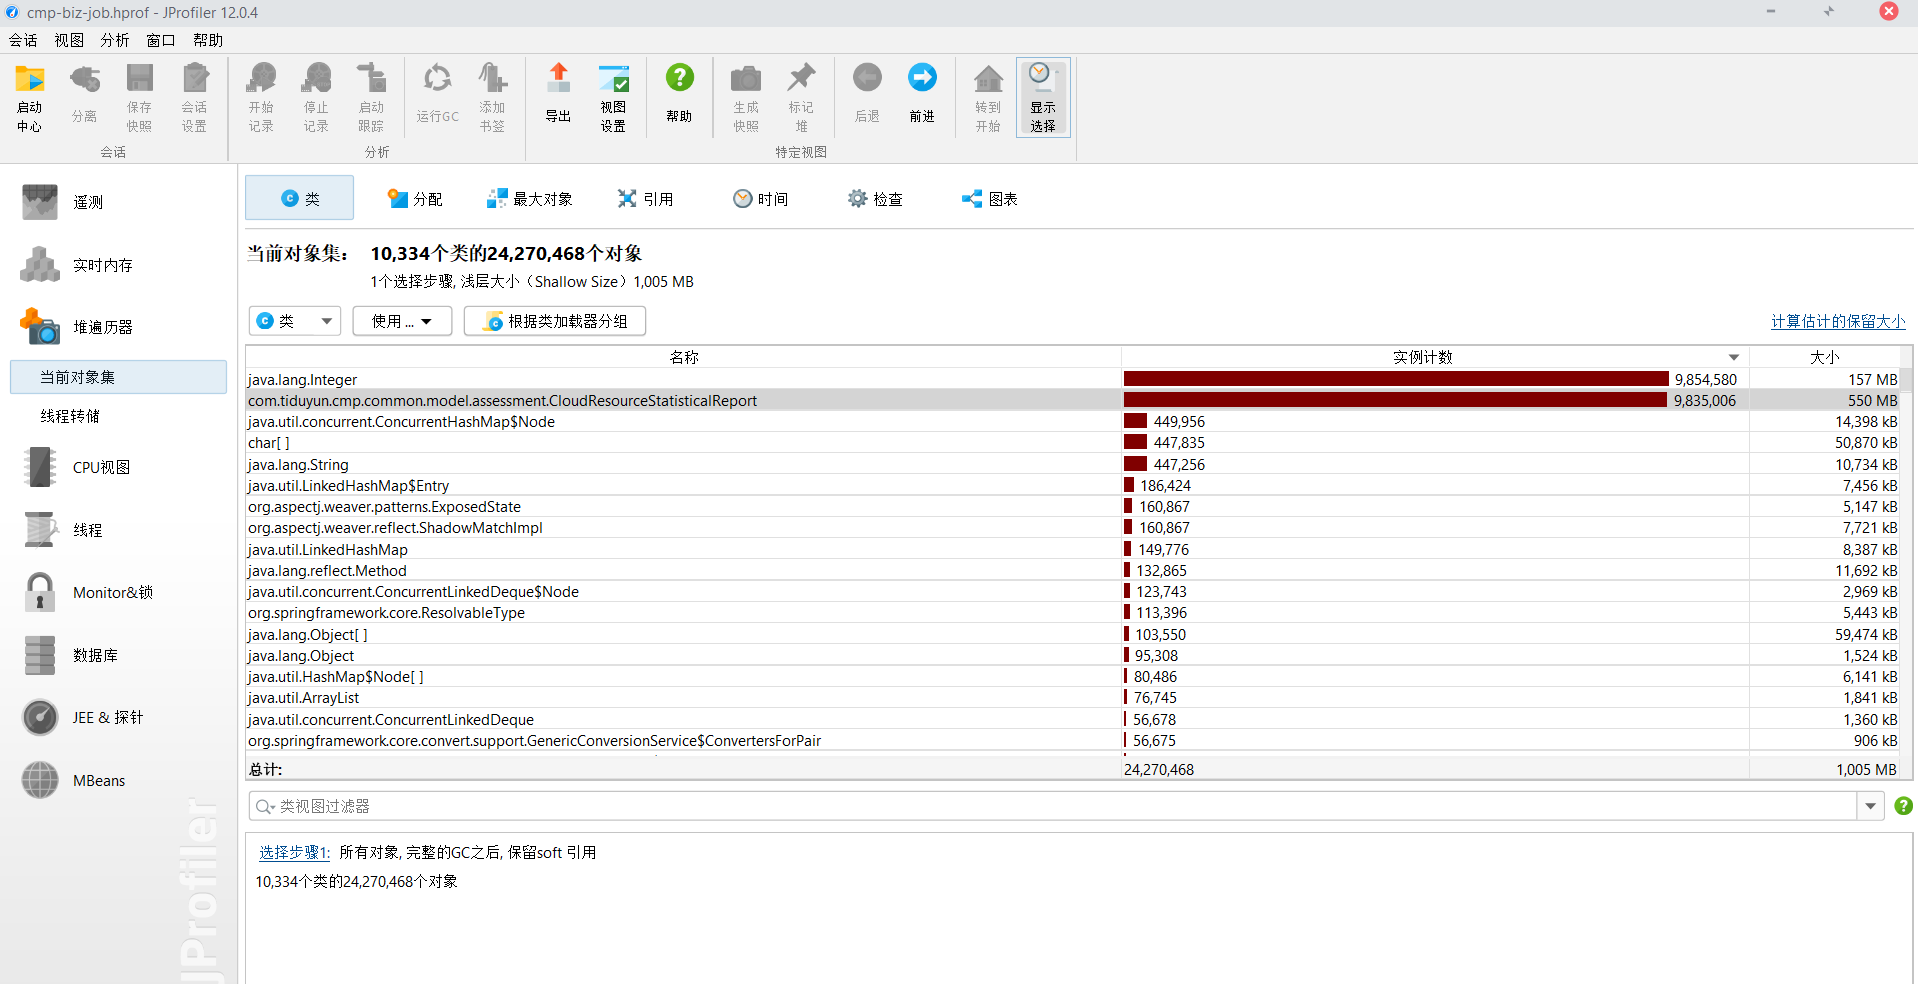 cmp-biz-job.hprof - JProfiler 12.0.4
会话 视图 分析 窗口 帮助
启动中心 分离 保存快照 会话设置 开始记录 停止记录 启动跟踪 运行GC 添加书签 导出 视图设置 帮助 生成快照 标记堆 后退 前进 转到开始 显示选择
会话 分析 特定视图
遥测
实时内存
堆遍历器
当前对象集
线程转储
CPU视图
线程
Monitor&锁
数据库
JEE & 探针
MBeans
JProfiler
类 分配 最大对象 引用 时间 检查 图表
当前对象集： 10,334个类的24,270,468个对象
1个选择步骤, 浅层大小（Shallow Size）1,005 MB
类 使用 ... 根据类加载器分组 计算估计的保留大小
名称 实例计数 大小
java.lang.Integer 9,854,580 157 MB
com.tiduyun.cmp.common.model.assessment.CloudResourceStatisticalReport 9,835,006 550 MB
java.util.concurrent.ConcurrentHashMap$Node 449,956 14,398 kB
char[ ] 447,835 50,870 kB
java.lang.String 447,256 10,734 kB
java.util.LinkedHashMap$Entry 186,424 7,456 kB
org.aspectj.weaver.patterns.ExposedState 160,867 5,147 kB
org.aspectj.weaver.reflect.ShadowMatchImpl 160,867 7,721 kB
java.util.LinkedHashMap 149,776 8,387 kB
java.lang.reflect.Method 132,865 11,692 kB
java.util.concurrent.ConcurrentLinkedDeque$Node 123,743 2,969 kB
org.springframework.core.ResolvableType 113,396 5,443 kB
java.lang.Object[ ] 103,550 59,474 kB
java.lang.Object 95,308 1,524 kB
java.util.HashMap$Node[ ] 80,486 6,141 kB
java.util.ArrayList 76,745 1,841 kB
java.util.concurrent.ConcurrentLinkedDeque 56,678 1,360 kB
org.springframework.core.convert.support.GenericConversionService$ConvertersForPair 56,675 906 kB
总计: 24,270,468 1,005 MB
类视图过滤器
选择步骤1: 所有对象, 完整的GC之后, 保留soft 引用
10,334个类的24,270,468个对象